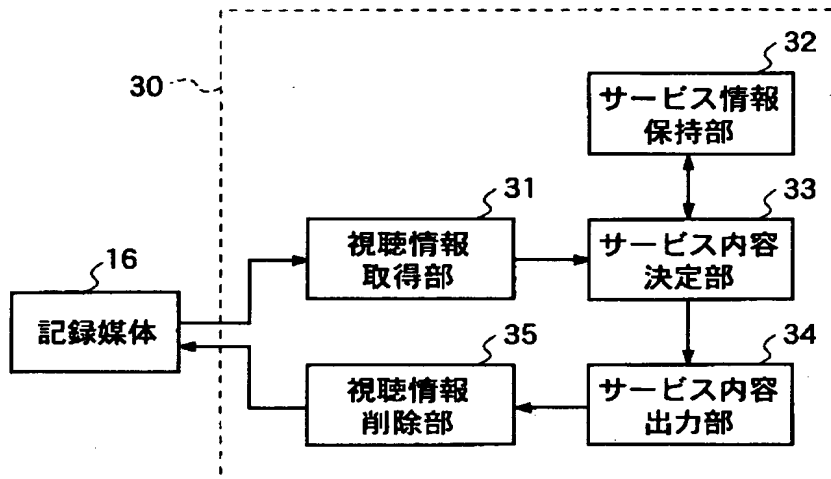 30
32
サービス情報
保持部
31
視聴情報
取得部
33
サービス内容
決定部
16
記録媒体
35
視聴情報
削除部
34
サービス内容
出力部